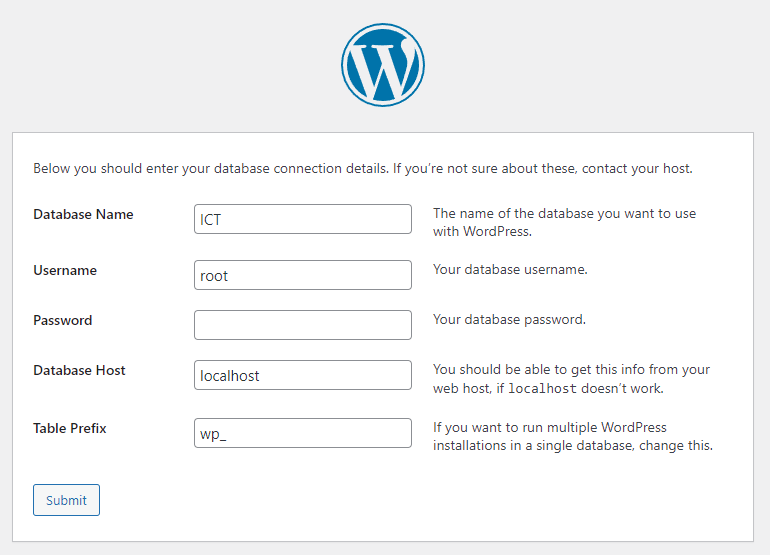 W
Below you should enter your database connection details. If you’re not sure about these, contact your host.
Database Name
ICT
The name of the database you want to use
with WordPress.
Username
root
Your database username.
Password
Your database password.
Database Host
localhost
You should be able to get this info from your
web host, if localhost doesn’t work.
Table Prefix
wp_
If you want to run multiple WordPress
installations in a single database, change this.
Submit